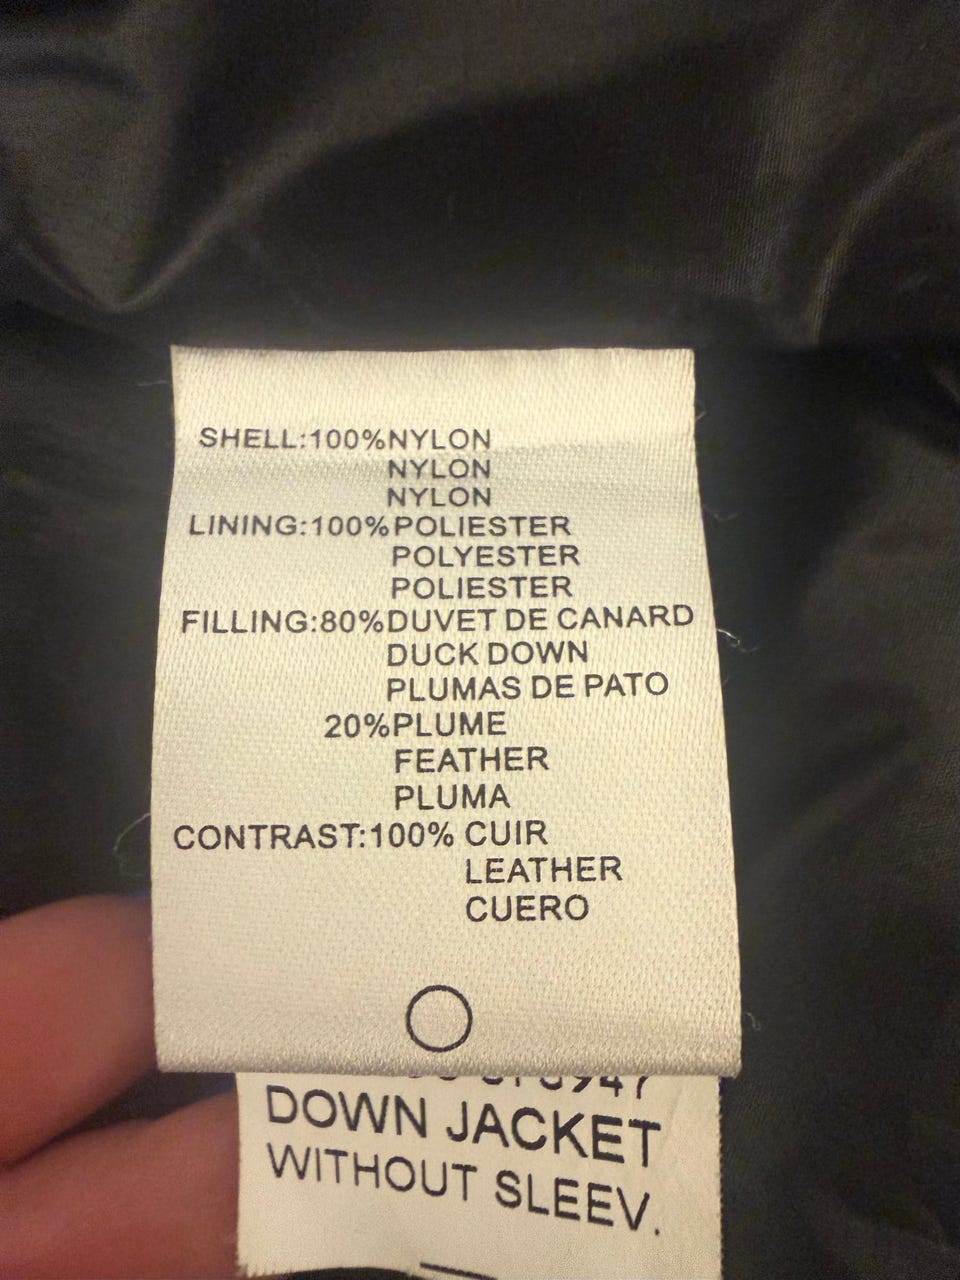 SHELL:100%NYLON
NYLON
NYLON
LINING:100%POLIESTER
POLYESTER
POLIESTER
FILLING:80%DUVET DE CANARD
DUCK DOWN
PLUMAS DE PATO
20%PLUME
FEATHER
PLUMA
CONTRAST:100% CUIR
LEATHER
CUERO
DOWN JACKET
WITHOUT SLEEV.